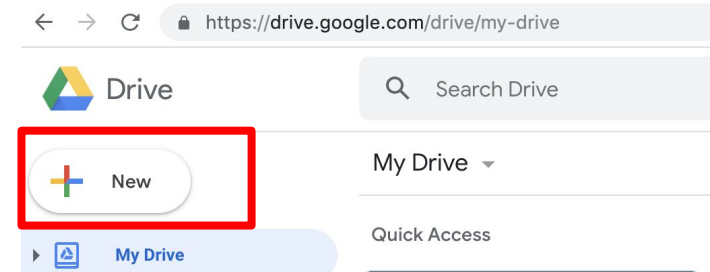 https://drive.google.com/drive/my-drive
Drive
Search Drive
New
My Drive
My Drive
Quick Access